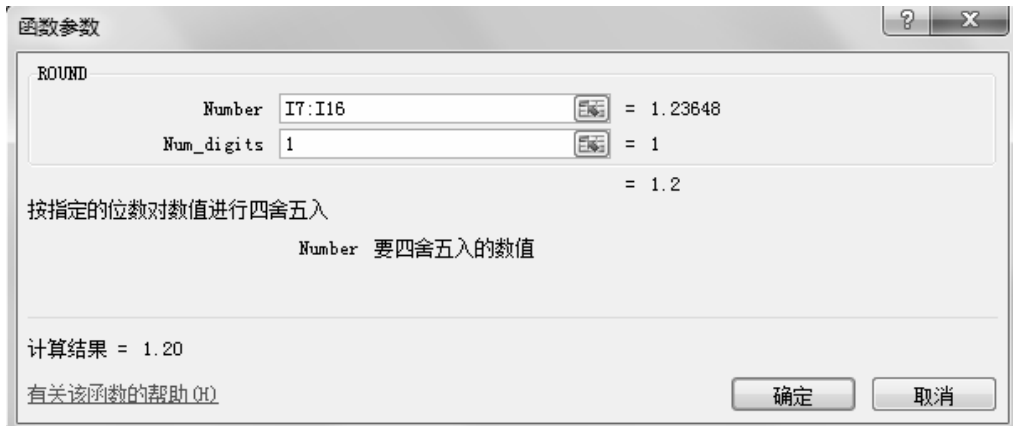 函数参数
ROUND
Number I7:I16 = 1.23648
Num_digits 1 = 1
= 1.2
按指定的位数对数值进行四舍五入
Number 要四舍五入的数值
计算结果 = 1.20
有关该函数的帮助(H)
确定 取消